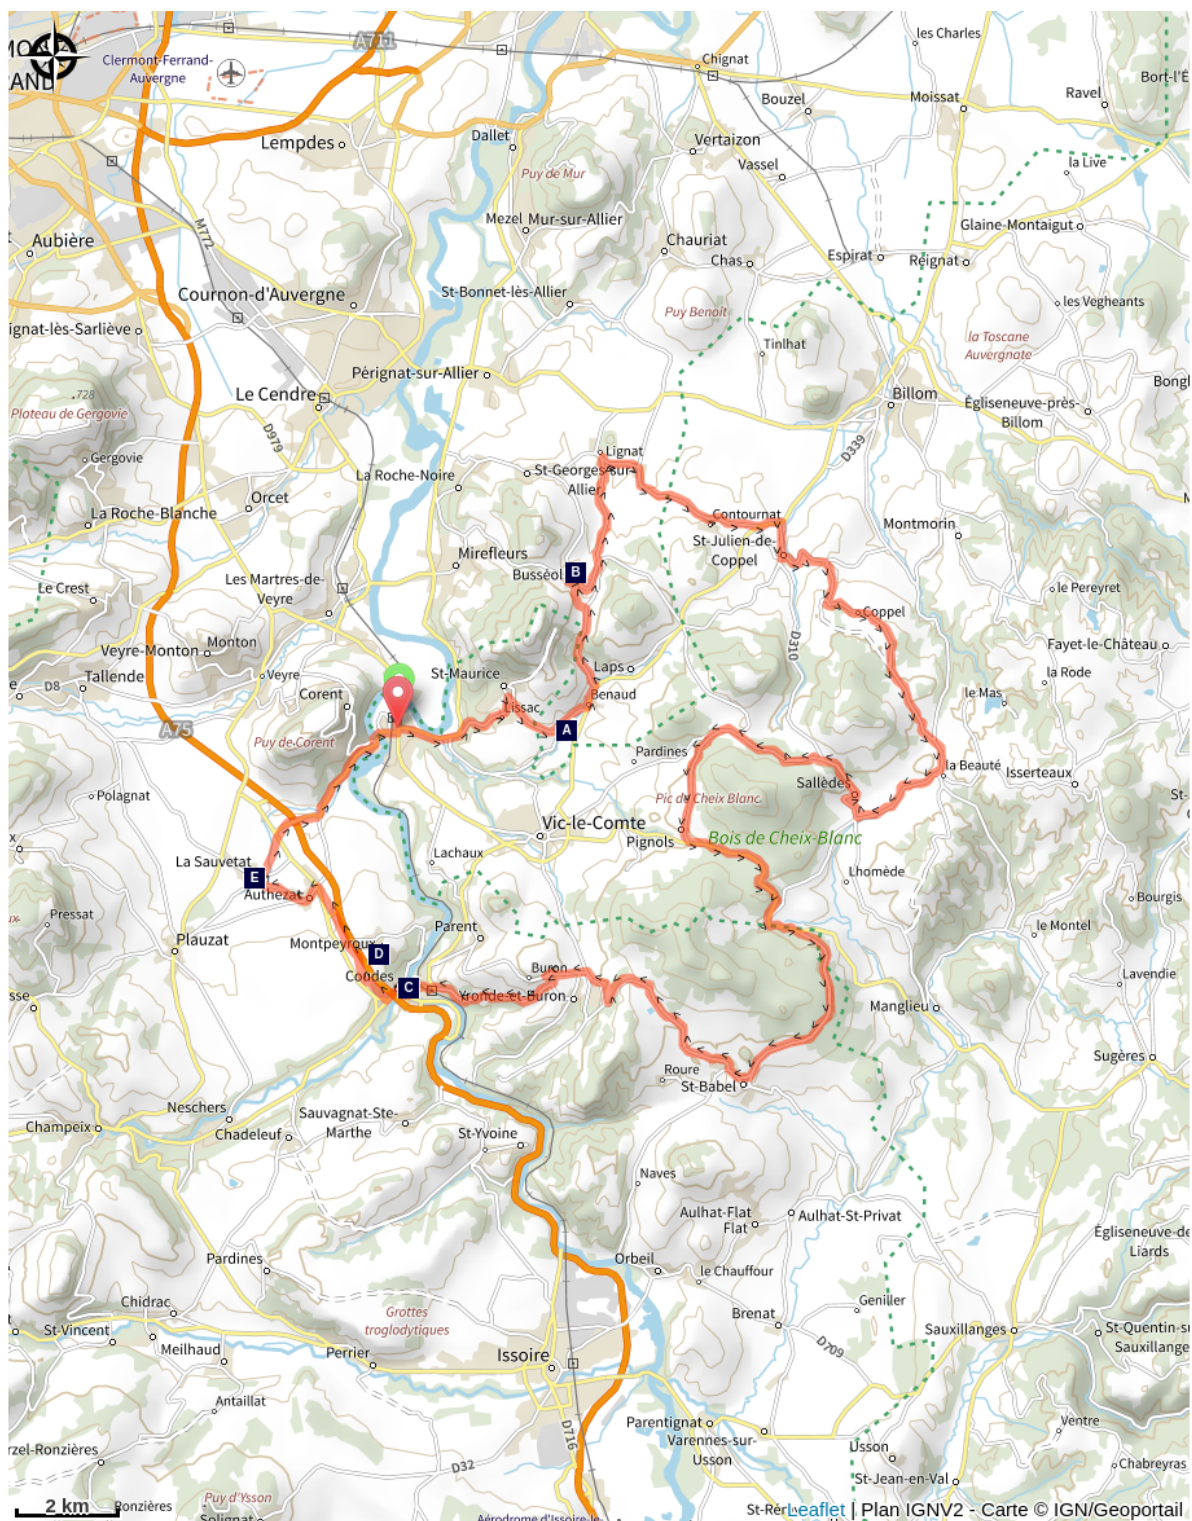 A711
les Charles
Clermont-Ferrand-
Auvergne
Chignat
Bort-l'É
Bouzel
Moissat
Ravel
Lempdes
Dallet
Vertaizon
Vassel
la Live
Puy de Mur
M772
Mezel Mur-sur-Allier
Glaine-Montaigut
Aubière
Chauriat
Chas
Espirat
Reignat
Cournon-d'Auvergne
St-Bonnet-lès-Allier
les Vegheants
Puy Benoit
ignat-lès-Sarliève
Tinlhat
la Toscane
Auvergnate
Pérignat-sur-Allier
Billom
Bongl
.728
Le Cendre
Plateau de Gergovie
Égliseneuve-près-
Billom
D979
D339
Gergovie
Lignat
La Roche-Noire
St-Georges-sur-
Allier
Orcet
La Roche-Blanche
Contournat
Montmorin
St-Julien-de-
Coppel
Mirefleurs
B
Busséol
Le Crest
Les Martres-de-
Veyre
le Pereyret
Coppel
Veyre-Monton
Monton
D310
Fayet-le-Château
St-Maurice
Laps
Veyre
la Rode
D8
Tallende
Corent
Benaud
le Mas
Lissac
A75
Puy de Corent
A
Pardines
la Beauté
Isserteaux
Sallèdes
Polagnat
Pic de Cheix Blanc
St-
Vic-le-Comte
Pignols
Bois de Cheix-Blanc
Lachaux
La Sauvetat
E
Lhomède
Authezat
Bourgis
Pressat
Parent
le Montel
Plauzat
Montpeyroux
D
Coudes
Buron
Lavendie
C
Yronde-et-Buron
Manglieu
Sugères
Roure
St-Babel
Neschers
Sauvagnat-Ste-
Marthe
Champeix
Chadeleuf
St-Yvoine
Naves
Aulhat-Flat
Flat
Aulhat-St-Privat
Égliseneuve-de
Liards
Pardines
Orbeil
le Chauffour
Chidrac
Geniller
Grottes
troglodytiques
Brenat
St-Vincent
Sauxillanges
St-Quentin-su
Sauxillange
D209
Meilhaud
Perrier
Issoire
Antaillat
Parentignat
Ventre
D716
Varennes-sur-
Usson
rzel-Ronzières
Usson
D32
Chabreyras
St-Jean-en-Val
Puy d'Ysson
2 km
Ronzières
Leaflet | Plan IGNV2 - Carte © IGN/Geoportail